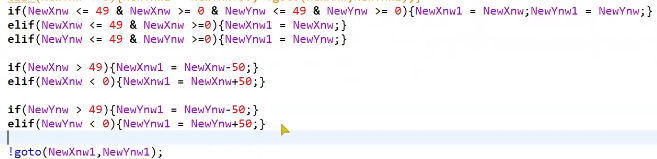 if(NewXnw <= 49 & NewXnw >= 0 & NewYnw <= 49 & NewYnw >= 0){NewXnw1 = NewXnw;NewYnw1 = NewYnw;}
elif(NewXnw <= 49 & NewXnw >=0){NewXnw1 = NewXnw;}
elif(NewYnw <= 49 & NewYnw >=0){NewYnw1 = NewYnw;}
if(NewXnw > 49){NewXnw1 = NewXnw-50;}
elif(NewXnw < 0){NewXnw1 = NewXnw+50;}
if(NewYnw > 49){NewYnw1 = NewYnw-50;}
elif(NewYnw < 0){NewYnw1 = NewYnw+50;}
!goto(NewXnw1,NewYnw1);